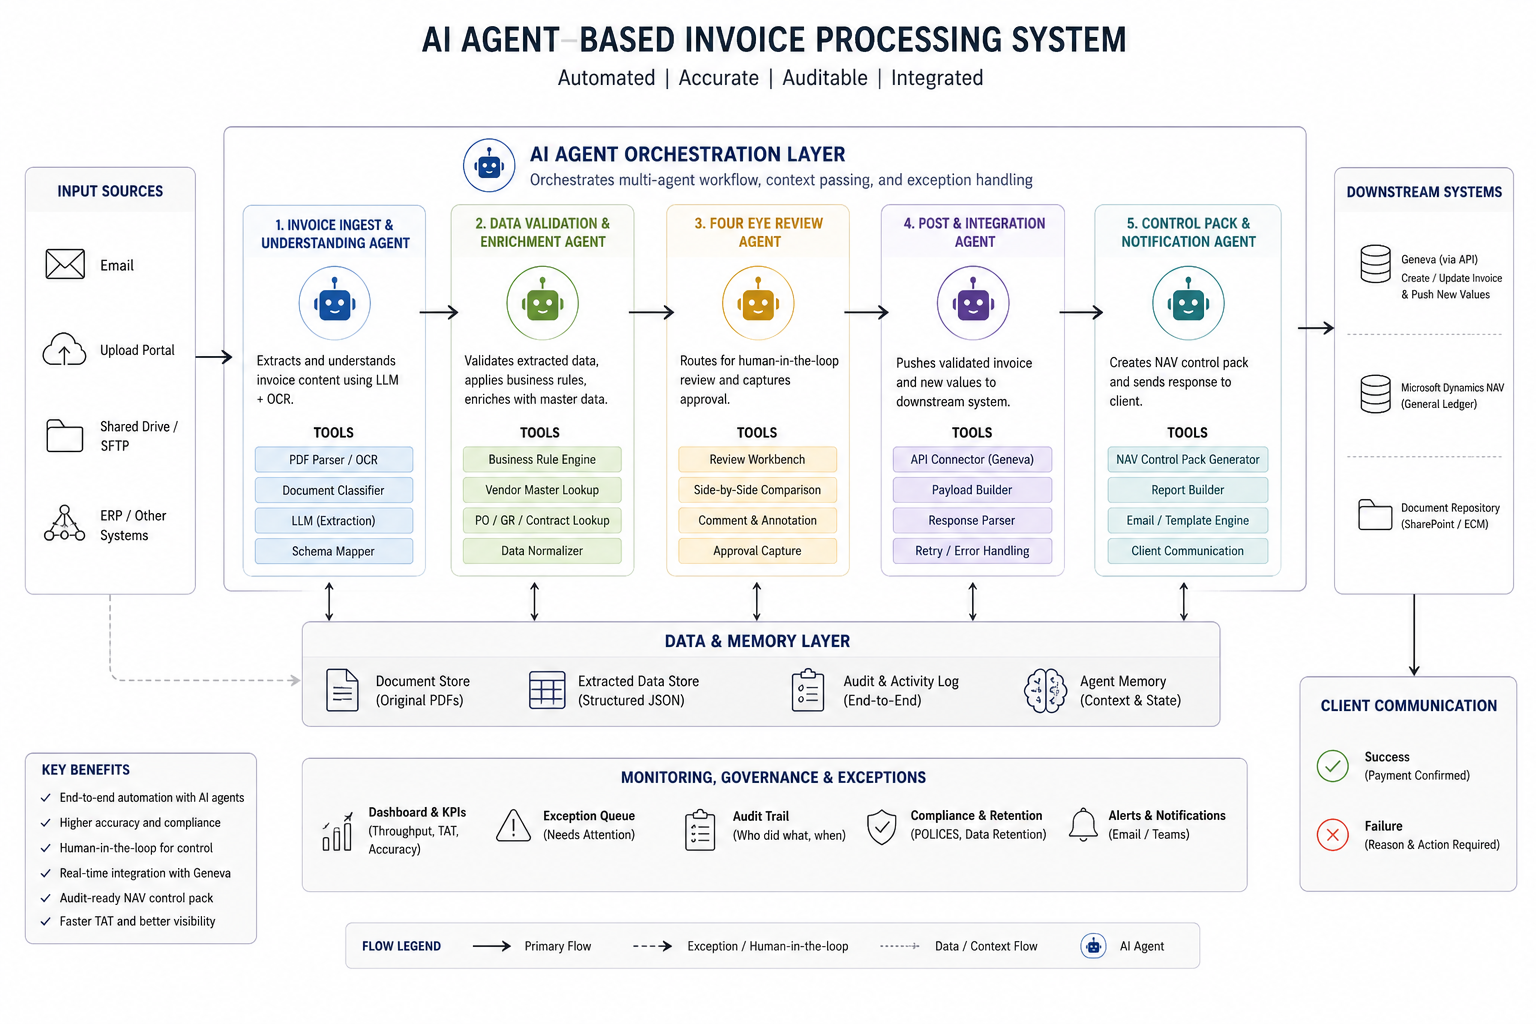 AI AGENT–BASED INVOICE PROCESSING SYSTEM
Automated | Accurate | Auditable | Integrated
INPUT SOURCES
Email
Upload Portal
Shared Drive /
SFTP
ERP / Other
Systems
AI AGENT ORCHESTRATION LAYER
Orchestrates multi-agent workflow, context passing, and exception handling
1. INVOICE INGEST &
UNDERSTANDING AGENT
Extracts and understands
invoice content using LLM
+ OCR.
TOOLS
PDF Parser / OCR
Document Classifier
LLM (Extraction)
Schema Mapper
2. DATA VALIDATION &
ENRICHMENT AGENT
Validates extracted data,
applies business rules,
enriches with master data.
TOOLS
Business Rule Engine
Vendor Master Lookup
PO / GR / Contract Lookup
Data Normalizer
3. FOUR EYE REVIEW
AGENT
Routes for human-in-the-loop
review and captures
approval.
TOOLS
Review Workbench
Side-by-Side Comparison
Comment & Annotation
Approval Capture
4. POST & INTEGRATION
AGENT
Pushes validated invoice
and new values to
downstream system.
TOOLS
API Connector (Geneva)
Payload Builder
Response Parser
Retry / Error Handling
5. CONTROL PACK &
NOTIFICATION AGENT
Creates NAV control pack
and sends response to
client.
TOOLS
NAV Control Pack Generator
Report Builder
Email / Template Engine
Client Communication
DOWNSTREAM SYSTEMS
Geneva (via API)
Create / Update Invoice
& Push New Values
Microsoft Dynamics NAV
(General Ledger)
Document Repository
(SharePoint / ECM)
DATA & MEMORY LAYER
Document Store
(Original PDFs)
Extracted Data Store
(Structured JSON)
Audit & Activity Log
(End-to-End)
Agent Memory
(Context & State)
CLIENT COMMUNICATION
Success
(Payment Confirmed)
Failure
(Reason & Action Required)
KEY BENEFITS
End-to-end automation with AI agents
Higher accuracy and compliance
Human-in-the-loop for control
Real-time integration with Geneva
Audit-ready NAV control pack
Faster TAT and better visibility
MONITORING, GOVERNANCE & EXCEPTIONS
Dashboard & KPIs
(Throughput, TAT,
Accuracy)
Exception Queue
(Needs Attention)
Audit Trail
(Who did what, when)
Compliance & Retention
(POLICES, Data Retention)
Alerts & Notifications
(Email / Teams)
FLOW LEGEND
Primary Flow
Exception / Human-in-the-loop
Data / Context Flow
AI Agent